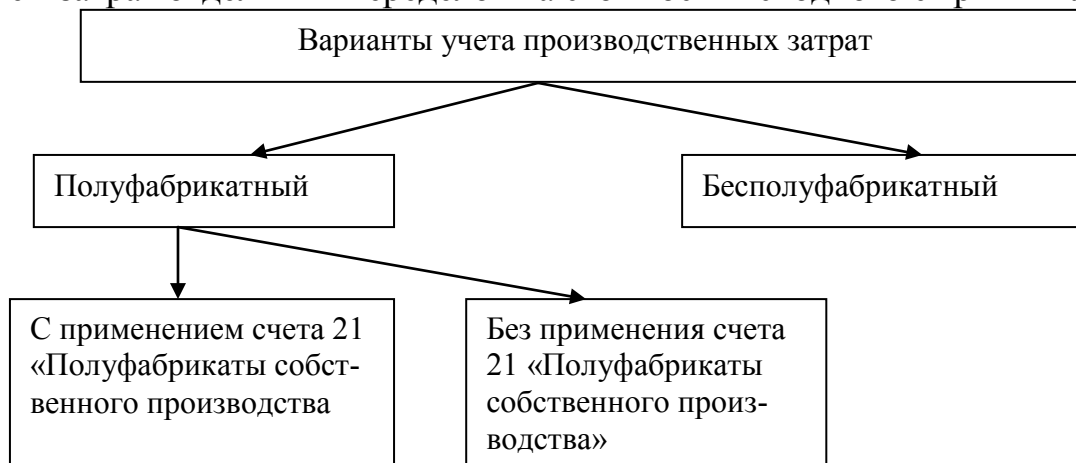 Варианты учета производственных затрат
Полуфабрикатный
Бесполуфабрикатный
С применением счета 21
«Полуфабрикаты собст-
венного производства
Без применения счета
21 «Полуфабрикаты
собственного произ-
водства»